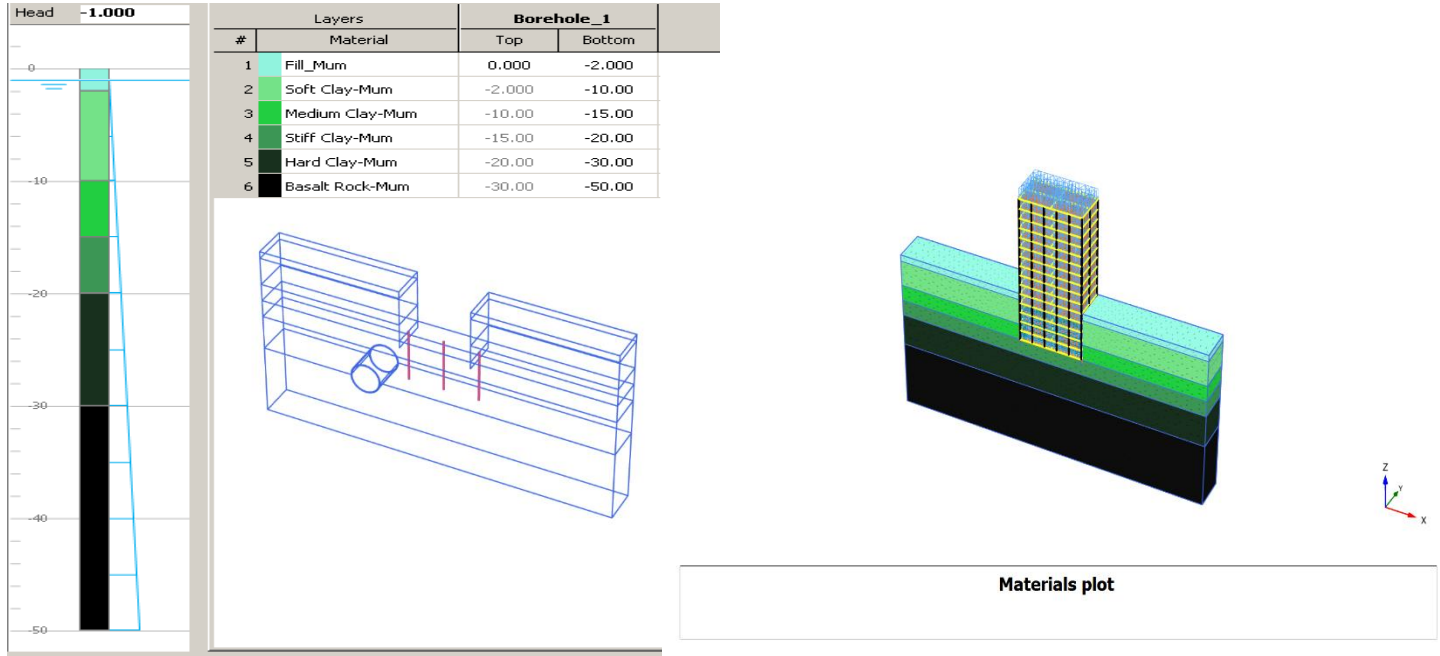 Head -1.000
0
-10
-20
-30
-40
-50
Layers Borehole_1
# Material Top Bottom
1 Fill_Mum 0.000 -2.000
2 Soft Clay-Mum -2.000 -10.00
3 Medium Clay-Mum -10.00 -15.00
4 Stiff Clay-Mum -15.00 -20.00
5 Hard Clay-Mum -20.00 -30.00
6 Basalt Rock-Mum -30.00 -50.00
Z
Y
X
Materials plot